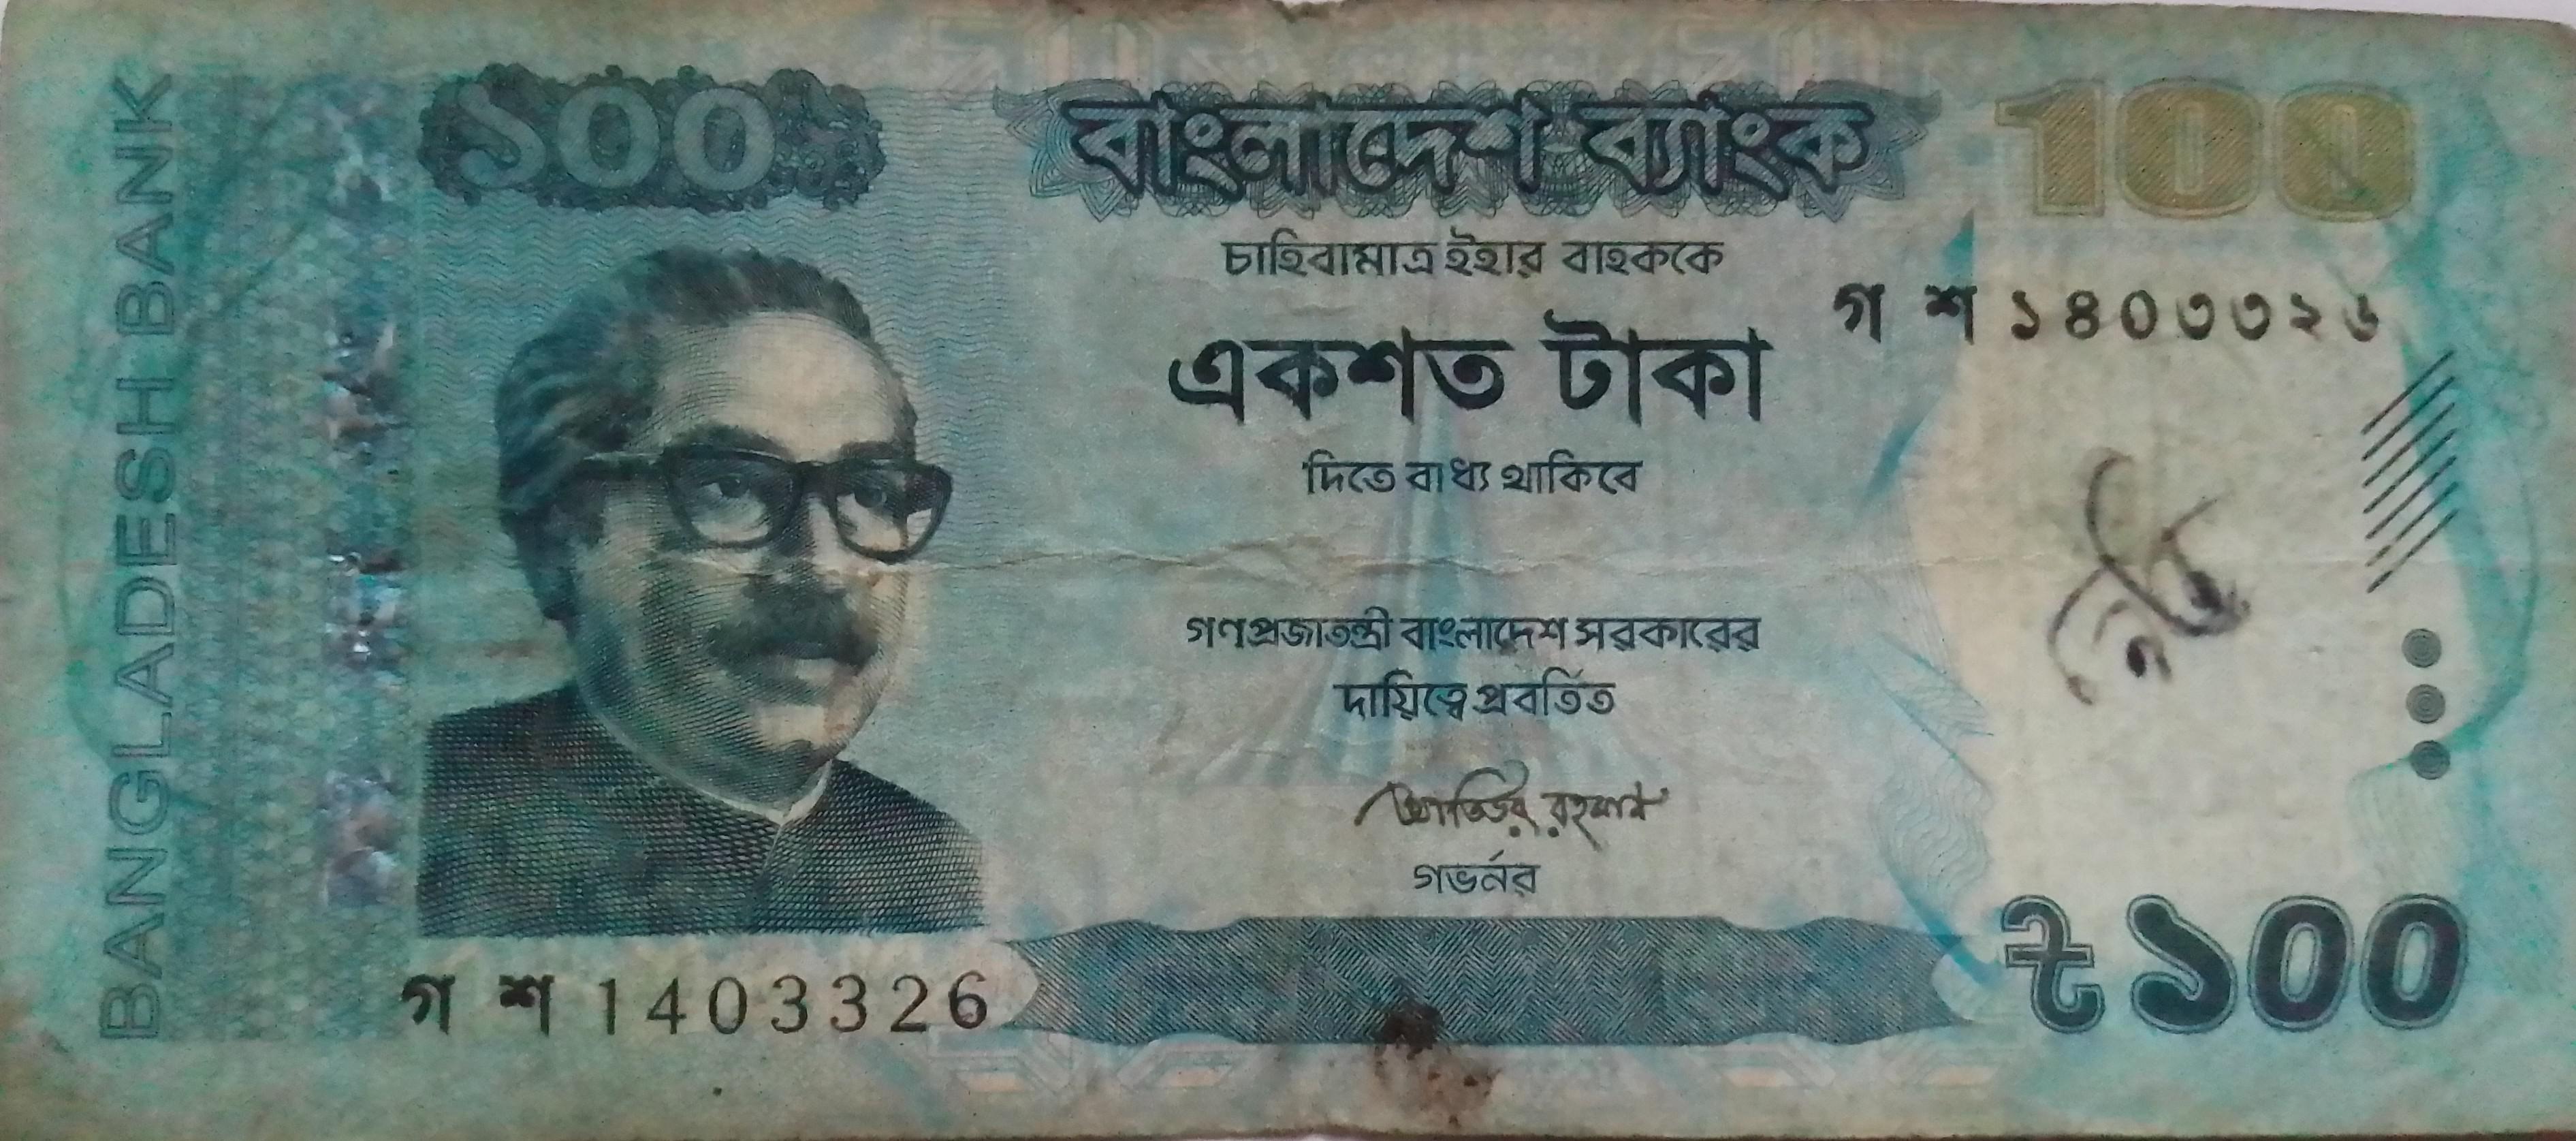 BANGLADESH BANK
১০০
বাংলাদেশ ব্যাংক
100
চাহিবামাত্র ইহার বাহককে
গ শ ১৪০৩৩২৬
একশত টাকা
দিতে বাধ্য থাকিবে
গণপ্রজাতন্ত্রী বাংলাদেশ সরকারের
দায়িত্বে প্রবর্তিত
আতিউর রহমান
গভর্নর
গ শ 1403326
৳১০০